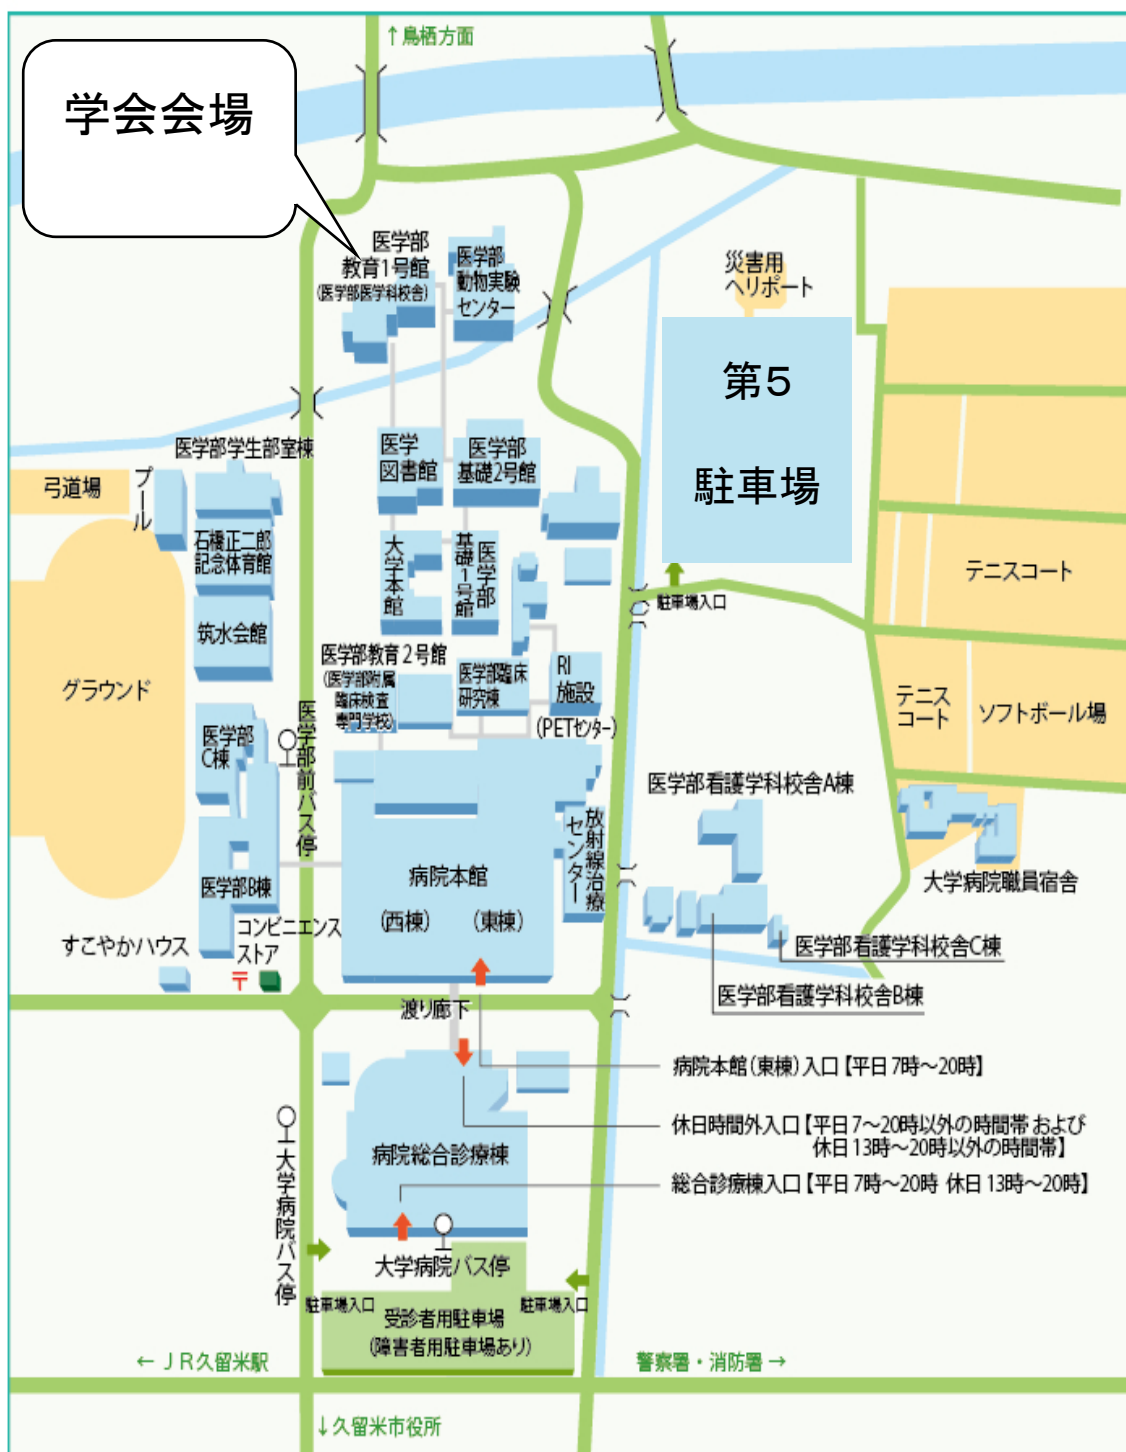 ↑鳥栖方面
学会会場
医学部
教育1号館
(医学部医学科校舎)
医学部
動物実験
センター
災害用
ヘリポート
第5
駐車場
駐車場入口
医学部学生部室棟
弓道場
プール
石橋正二郎
記念体育館
筑水会館
グラウンド
医学
図書館
医学部
基礎2号館
大学本館
医学部
基礎1号館
テニスコート
医学部教育2号館
(医学部附属
臨床検査
専門学校)
医学部臨床
研究棟
RI
施設
(PETセンター)
テニス
コート
ソフトボール場
医学部
C棟
医学部前バス停
医学部看護学科校舎A棟
放射線治療
センター
病院本館
(西棟)
(東棟)
医学部B棟
大学病院職員宿舎
コンビニエンス
ストア
すこやかハウス
〒
医学部看護学科校舎C棟
医学部看護学科校舎B棟
渡り廊下
病院本館(東棟)入口【平日7時～20時】
休日時間外入口【平日7～20時以外の時間帯および
休日13時～20時以外の時間帯】
病院総合診療棟
総合診療棟入口【平日7時～20時 休日13時～20時】
大学病院バス停
大学病院バス停
駐車場入口
駐車場入口
受診者用駐車場
(障害者用駐車場あり)
← JR久留米駅
警察署・消防署 →
↓久留米市役所